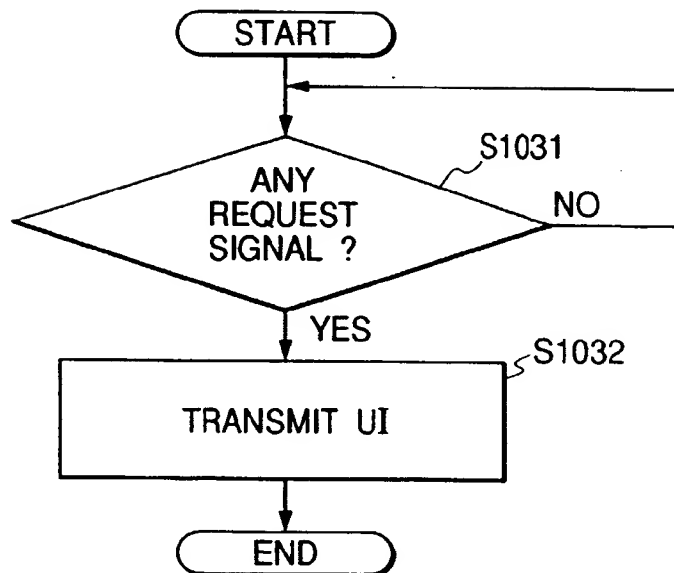 START
S1031
ANY
REQUEST
SIGNAL ?
NO
YES
S1032
TRANSMIT UI
END